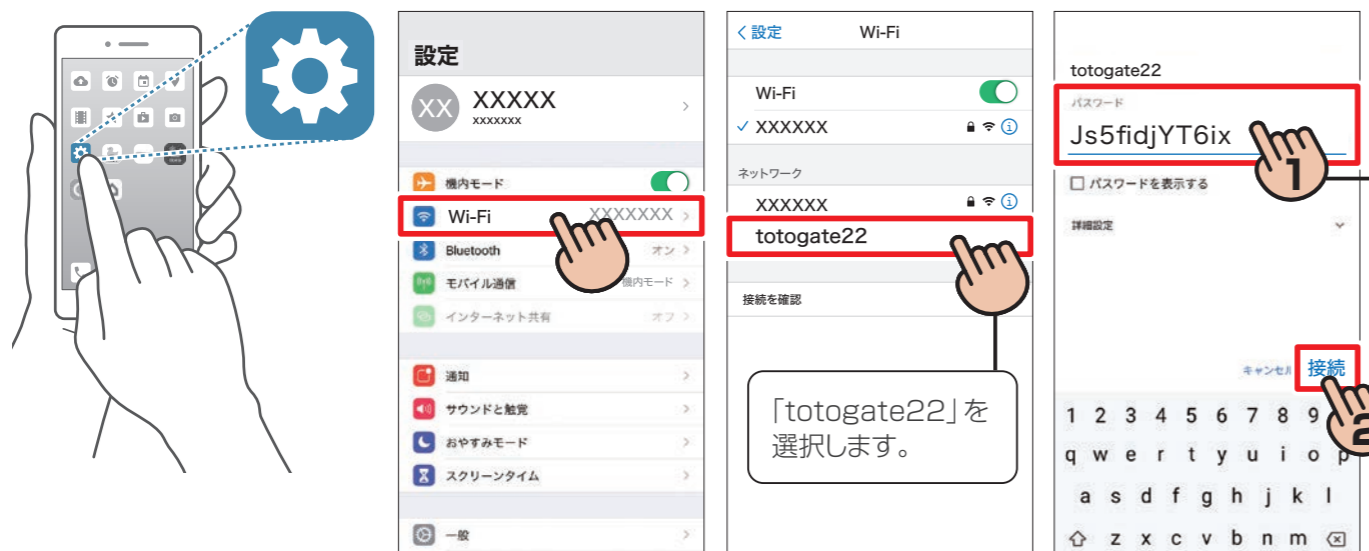 設定
XX
XXXXX
xxxxxxx
機内モード
Wi-Fi
XXXXXXX
Bluetooth
オン
モバイル通信
機内モード
インターネット共有
オフ
通知
サウンドと触覚
おやすみモード
スクリーンタイム
一般
設定
Wi-Fi
Wi-Fi
XXXXXX
ネットワーク
XXXXXX
totogate22
接続を確認
「totogate22」を
選択します。
totogate22
パスワード
Js5fidjYT6ix
1
パスワードを表示する
詳細設定
キャンセル
接続
2
1 2 3 4 5 6 7 8 9
q w e r t y u i o p
a s d f g h j k l
z x c v b n m